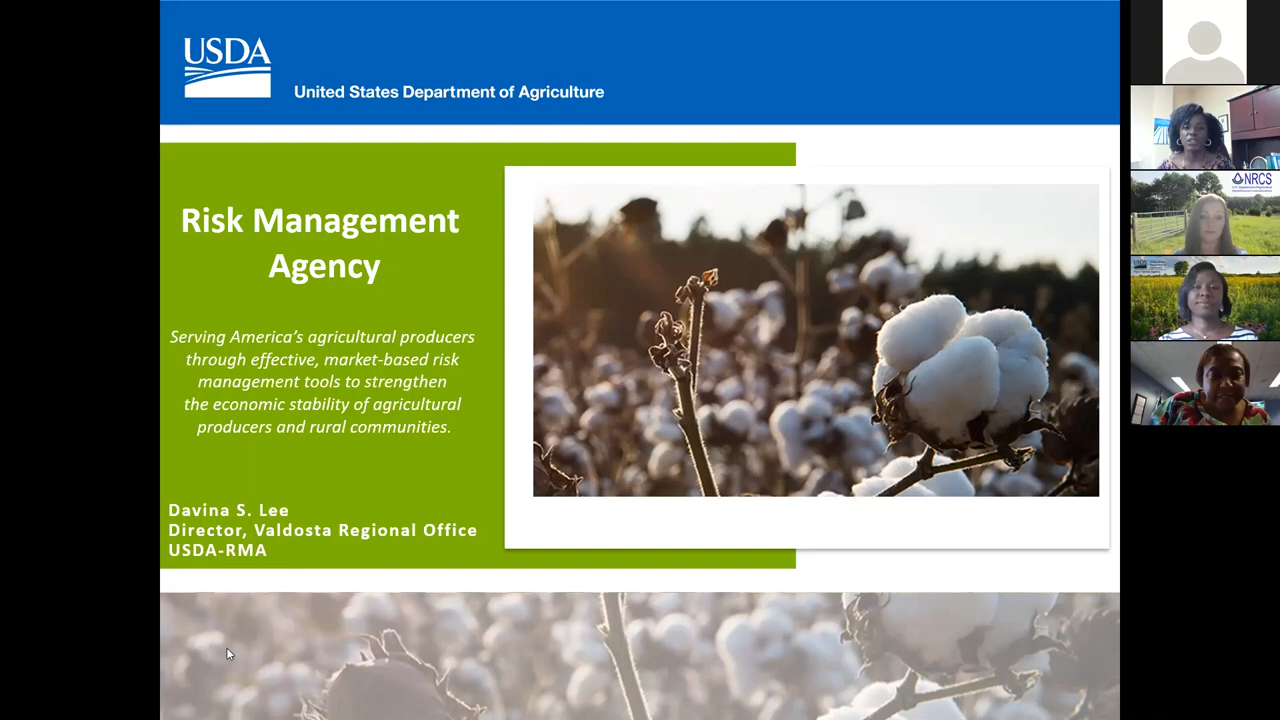 USDA
United States Department of Agriculture
Risk Management
Agency
Serving America's agricultural producers
through effective, market-based risk
management tools to strengthen
the economic stability of agricultural
producers and rural communities.
Davina S. Lee
Director, Valdosta Regional Office
USDA-RMA
NRCS